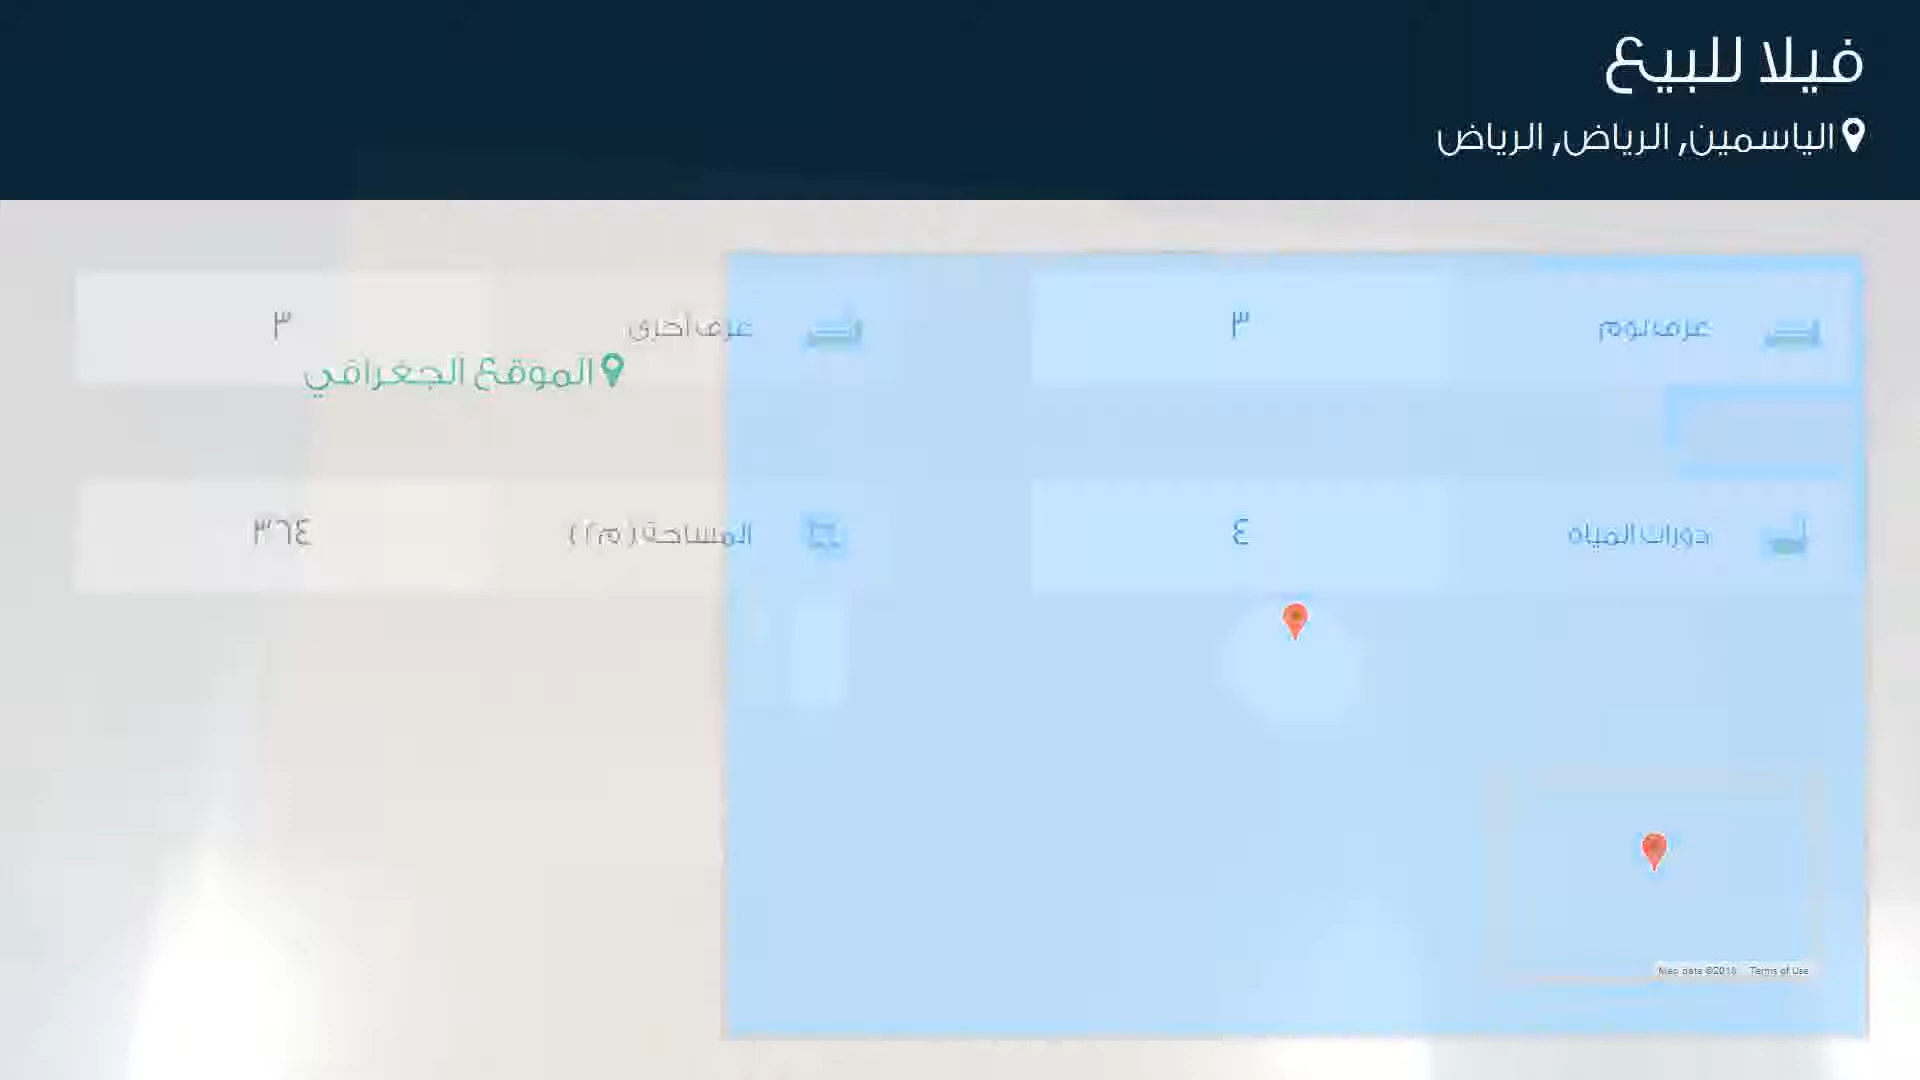 فيلا للبيع
الياسمين, الرياض, الرياض
غرف نوم
٣
غرف أخرى
٣
الموقع الجغرافي
دورات المياه
٤
المساحة (م٢)
٣٦٤
Map data ©2016 Terms of Use